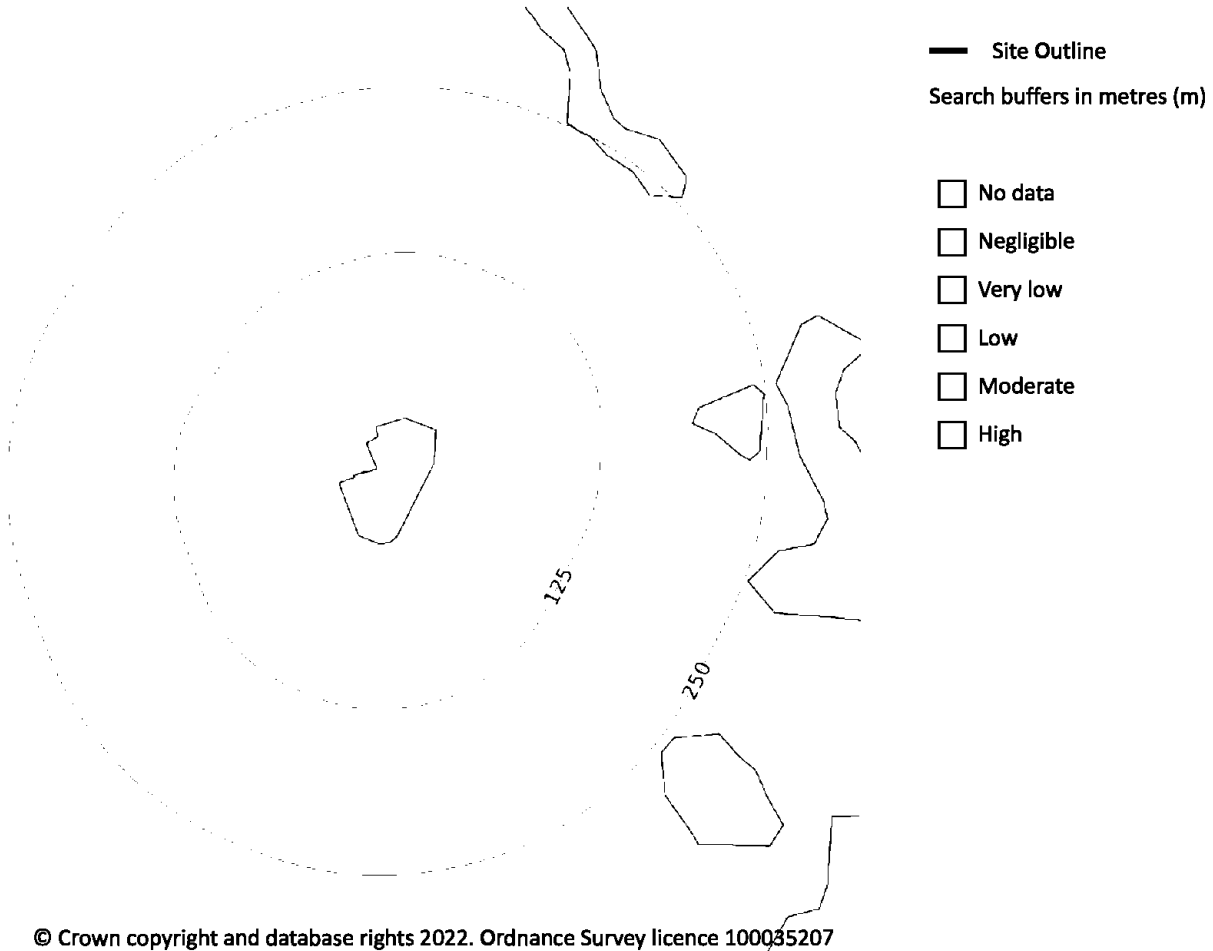 Site Outline
Search buffers in metres (m)
No data
Negligible
Very low
Low
Moderate
High
125
250
© Crown copyright and database rights 2022. Ordnance Survey licence 100035207